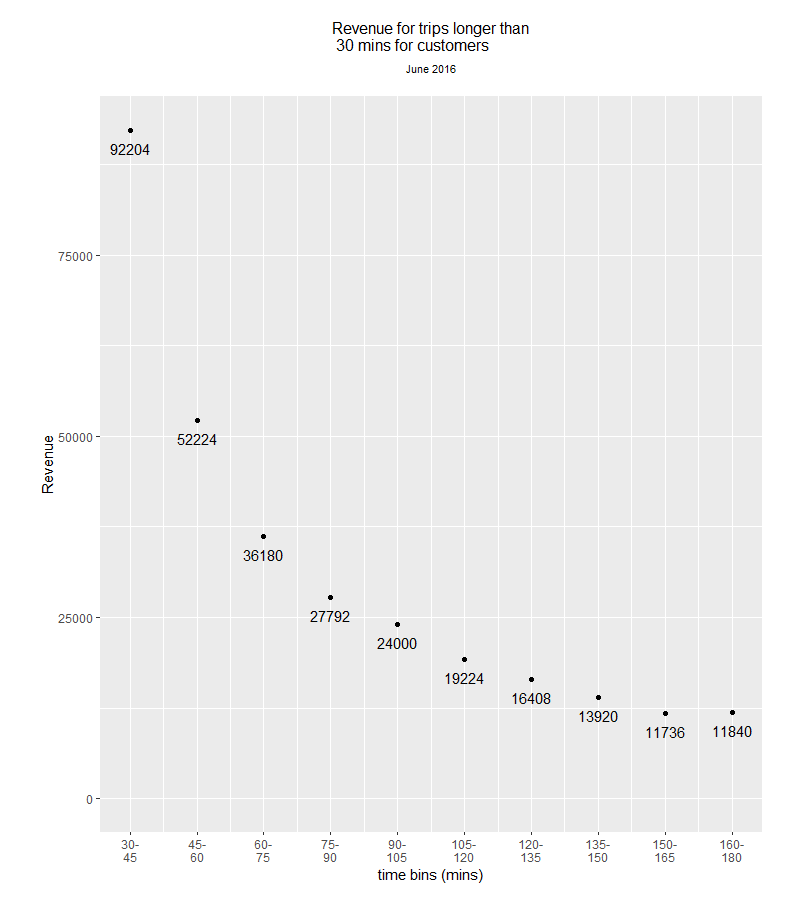 Revenue for trips longer than
30 mins for customers
June 2016
Revenue
75000
50000
25000
0
92204
52224
36180
27792
24000
19224
16408
13920
11736
11840
30- 45- 60- 75- 90- 105- 120- 135- 150- 160-
45 60 75 90 105 120 135 150 165 180
time bins (mins)